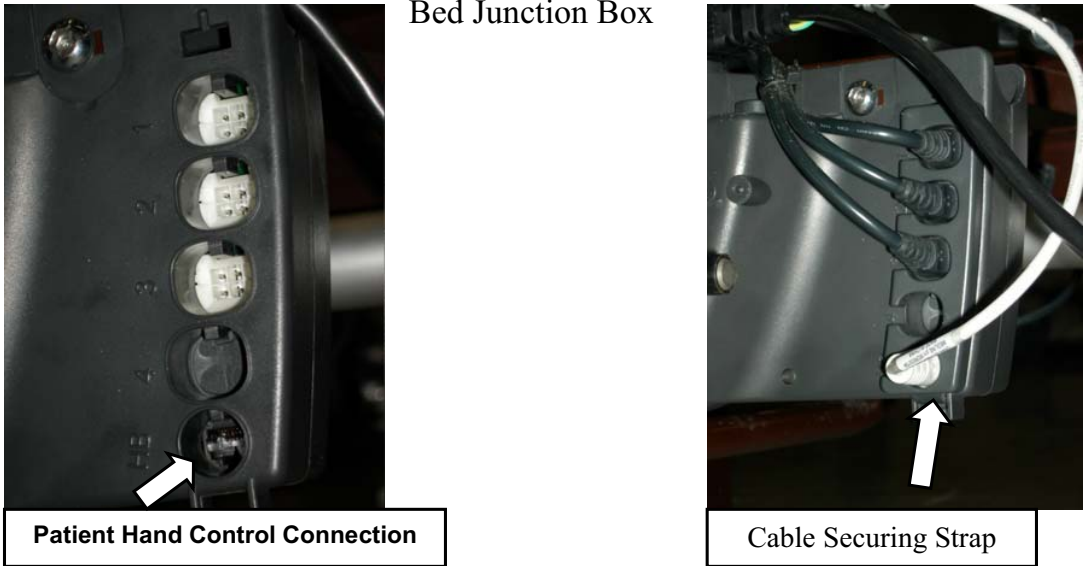 Bed Junction Box
1
2
3
4
HB
Patient Hand Control Connection
Cable Securing Strap